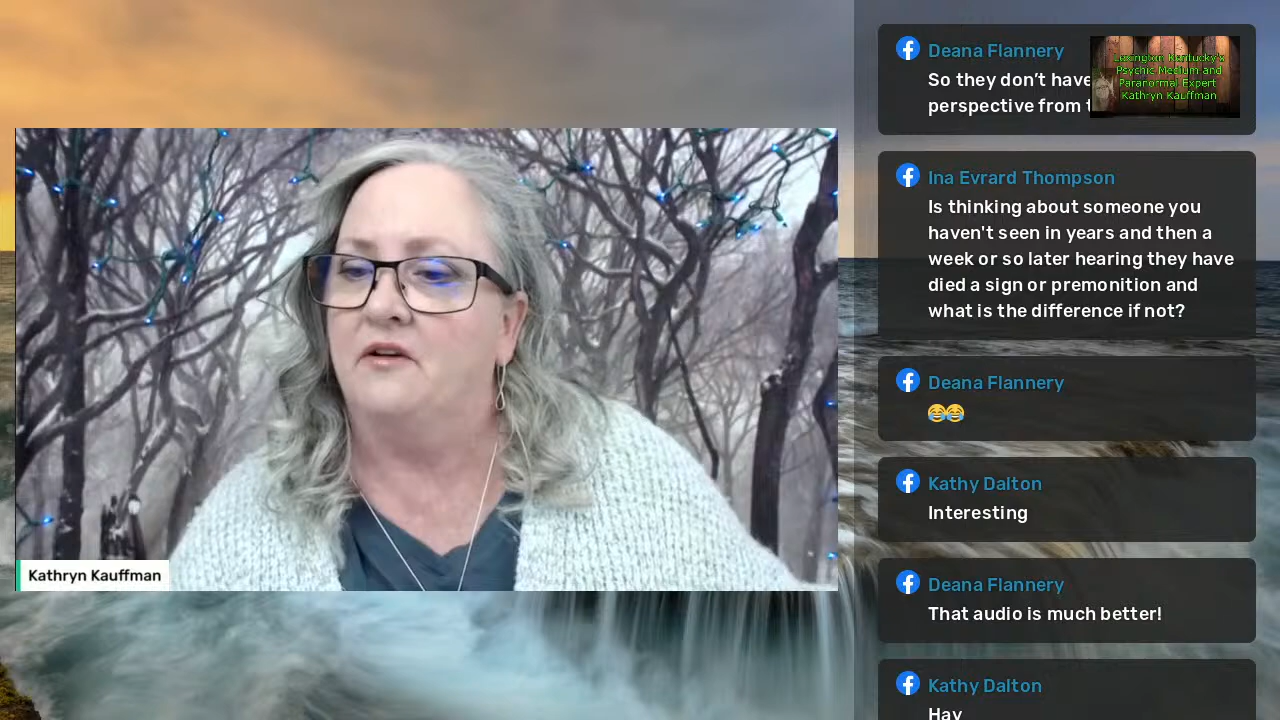 Deana Flannery
So they don't have
perspective from t
Lexington Kentucky's
Psychic Medium and
Paranormal Expert
Kathryn Kauffman
Ina Evrard Thompson
Is thinking about someone you
haven't seen in years and then a
week or so later hearing they have
died a sign or premonition and
what is the difference if not?
Deana Flannery
😂😂
Kathy Dalton
Interesting
Deana Flannery
That audio is much better!
Kathy Dalton
Hay
Kathryn Kauffman